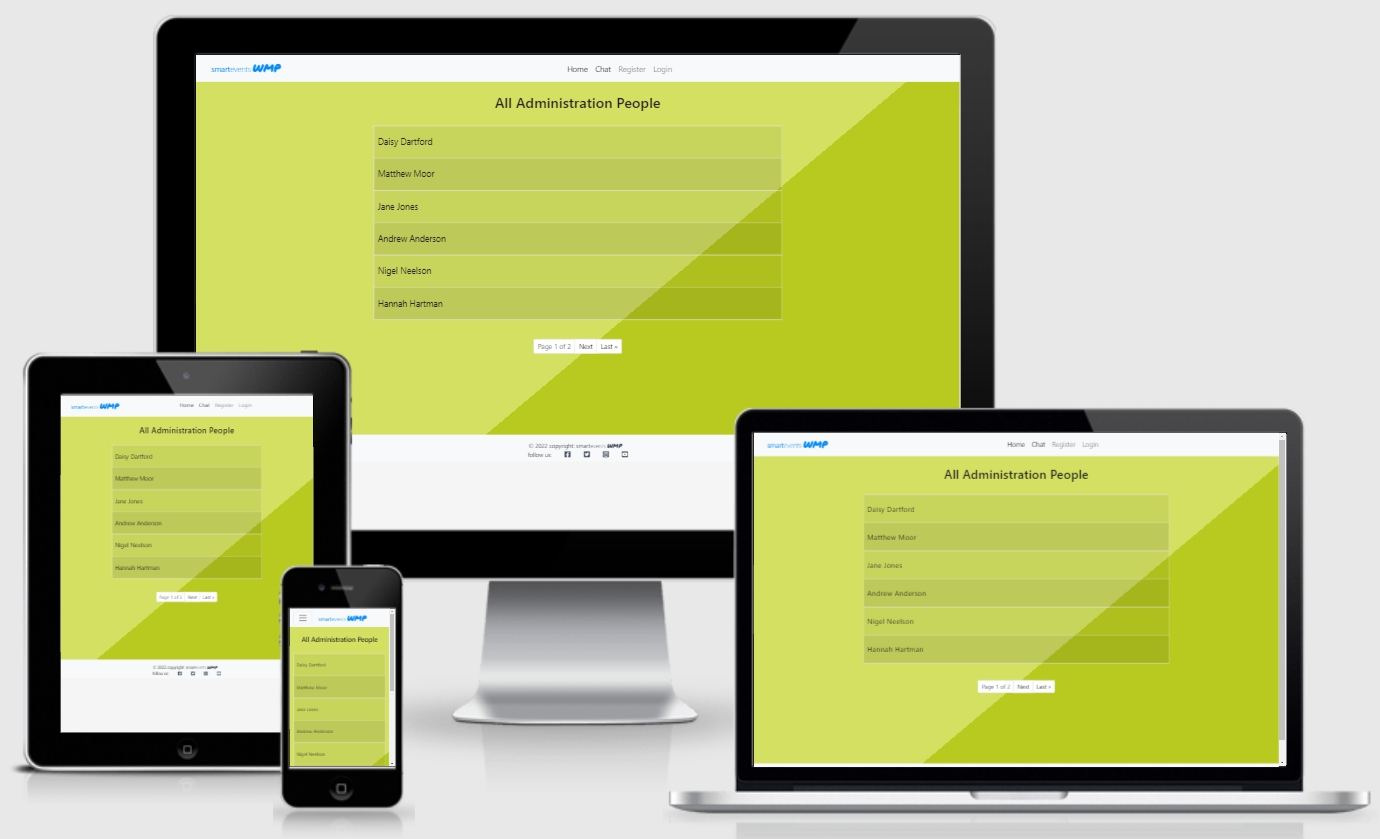 smartevents WMP
Home Chat Register Login
All Administration People
Daisy Dartford
Matthew Moor
Jane Jones
Andrew Anderson
Nigel Neelson
Hannah Hartman
Page 1 of 2 Next Last »
© 2022 copyright: smartevents WMP
follow us:
smartevents WMP
Home Chat Register Login
All Administration People
Daisy Dartford
Matthew Moor
Jane Jones
Andrew Anderson
Nigel Neelson
Hannah Hartman
Page 1 of 2 Next Last »
© 2022 copyright: smartevents WMP
follow us:
smartevents WMP
All Administration People
Daisy Dartford
Matthew Moor
Jane Jones
Andrew Anderson
Nigel Neelson
smartevents WMP
Home Chat Register Login
All Administration People
Daisy Dartford
Matthew Moor
Jane Jones
Andrew Anderson
Nigel Neelson
Hannah Hartman
Page 1 of 2 Next Last »